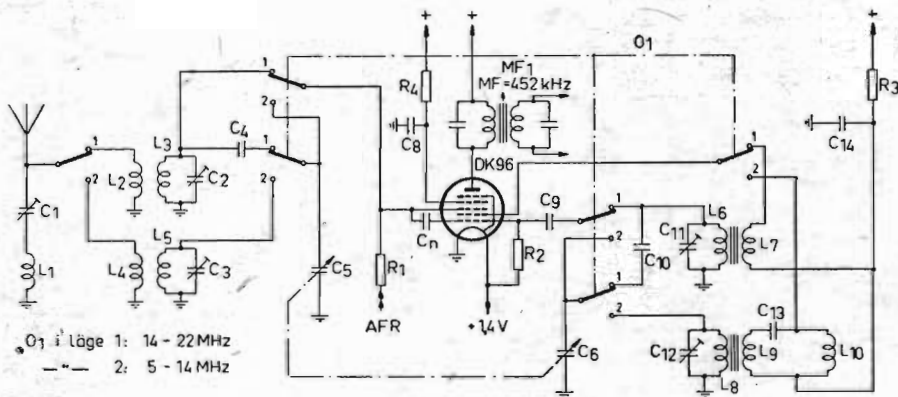 +
+
O1
+
MF1
MF=452 kHz
R4
R3
1
2
C8
C14
L3
C4
1
2
1
2
C2
1
2
DK96
L2
C9
1
2
C1
L5
Cn
C11
L6
L7
R2
C10
L4
C3
C5
R1
1
2
L1
AFR
+1,4V
C13
C6
C12
L9
L10
L8
O1 i läge 1: 14 - 22 MHz
—"— 2: 5 - 14 MHz